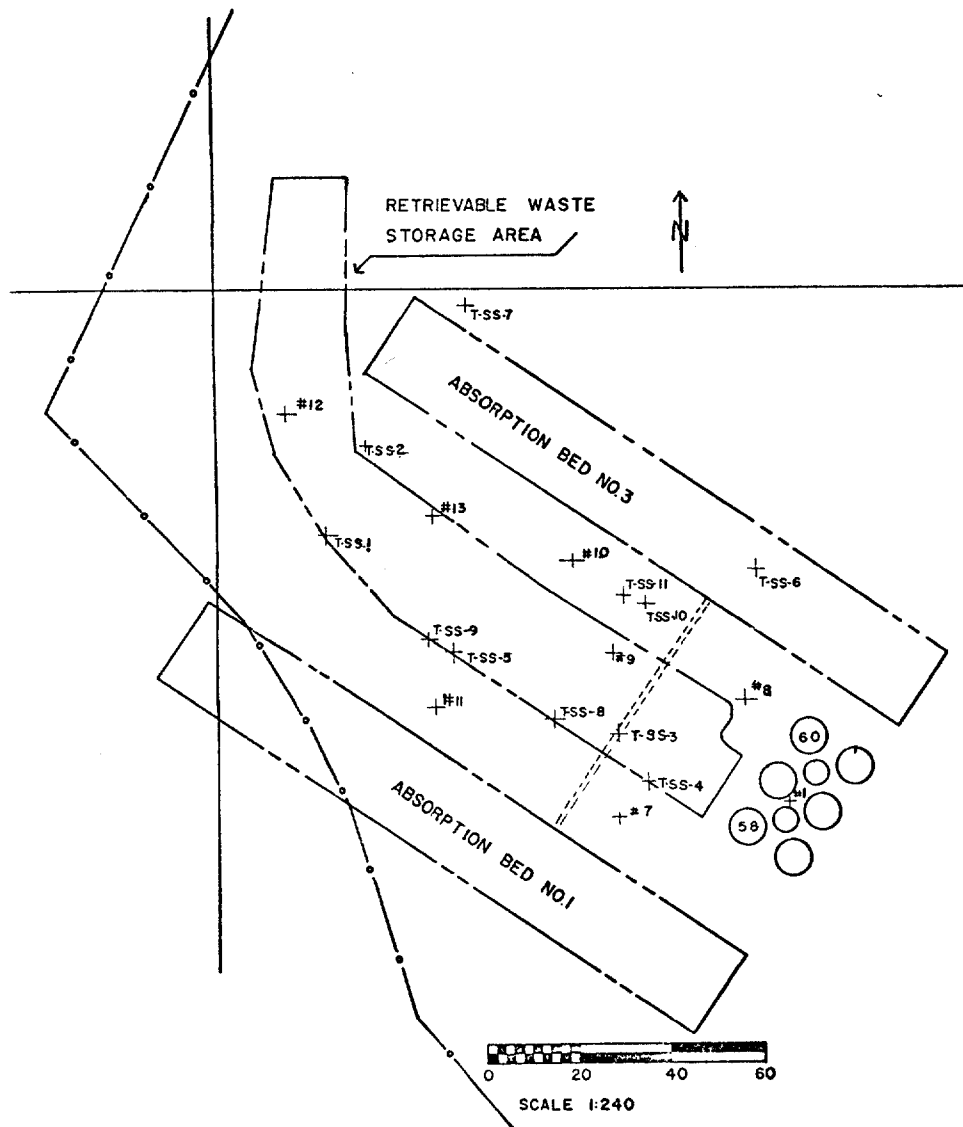 RETRIEVABLE WASTE
STORAGE AREA
N
T-SS-7
ABSORPTION BED NO.3
#12
T-SS-2
#13
T-SS-1
#10
T-SS-11
T-SS-6
TSS-10
T-SS-9
T-SS-5
#9
#11
#8
T-SS-8
T-SS-3
60
T-SS-4
#1
#7
58
ABSORPTION BED NO.1
0 20 40 60
SCALE 1:240